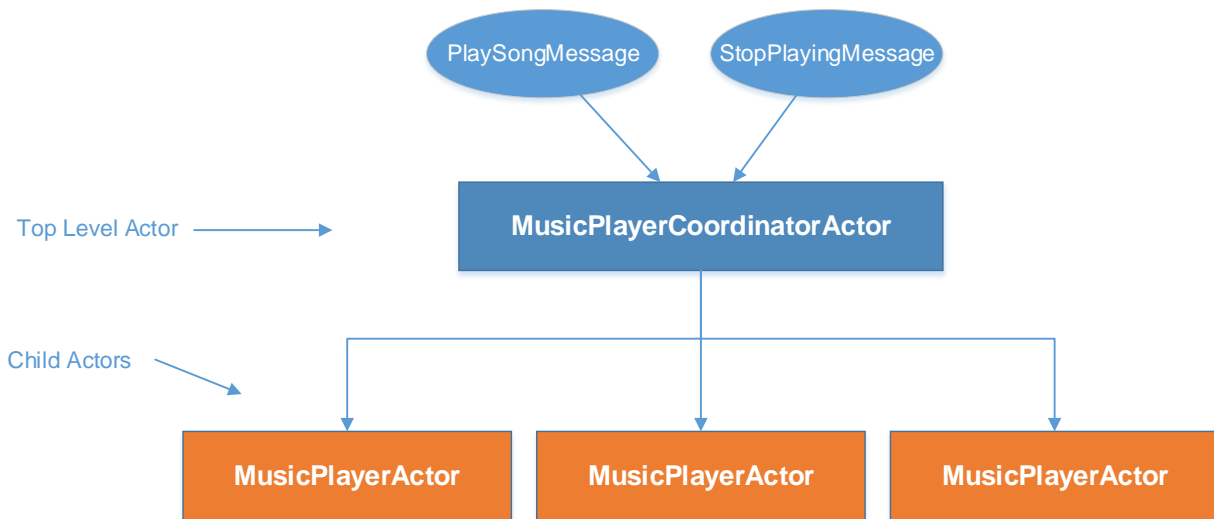 PlaySongMessage
StopPlayingMessage
Top Level Actor
MusicPlayerCoordinatorActor
Child Actors
MusicPlayerActor
MusicPlayerActor
MusicPlayerActor